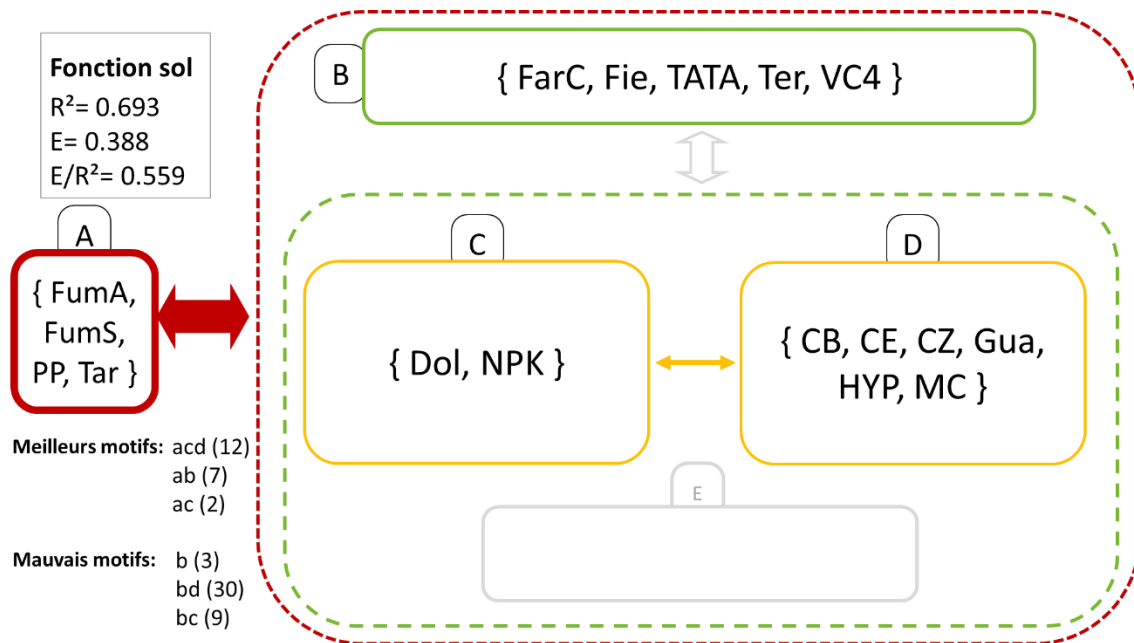 Fonction sol
R²= 0.693
E= 0.388
E/R²= 0.559
B
{ FarC, Fie, TATA, Ter, VC4 }
A
{ FumA,
FumS,
PP, Tar }
C
{ Dol, NPK }
D
{ CB, CE, CZ, Gua,
HYP, MC }
E
Meilleurs motifs: acd (12)
ab (7)
ac (2)
Mauvais motifs: b (3)
bd (30)
bc (9)